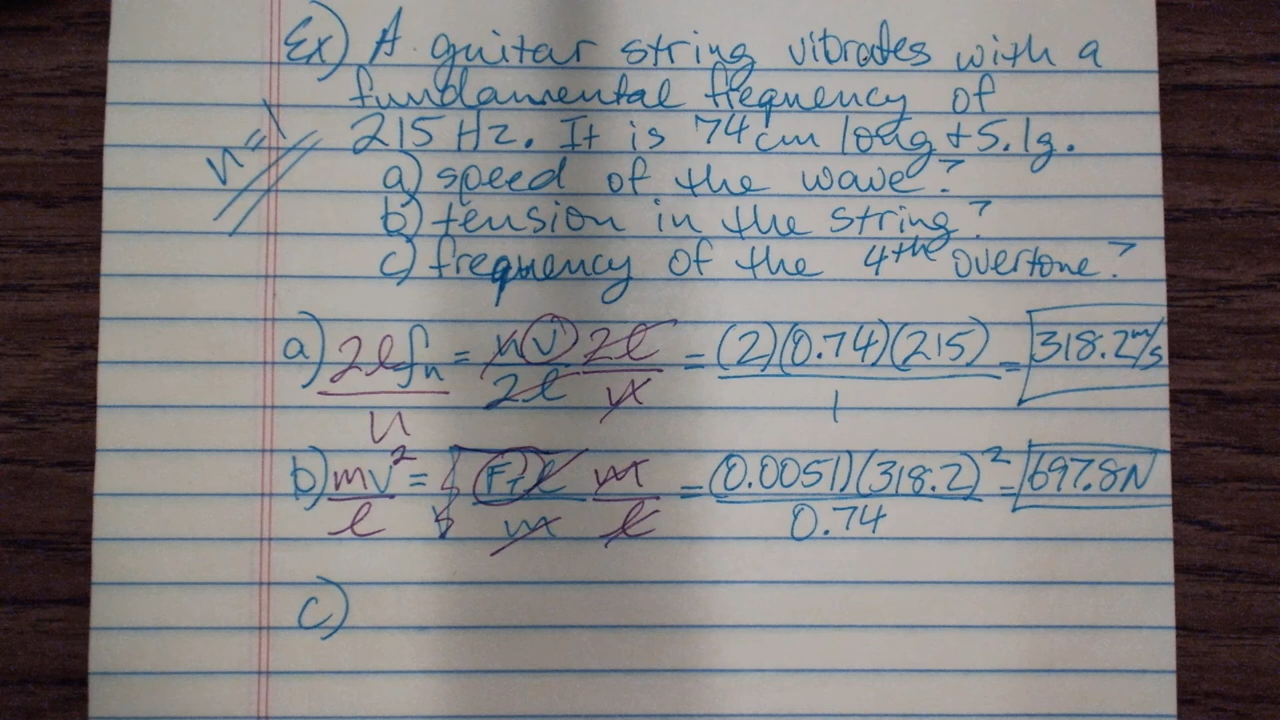 Ex) A guitar string vibrates with a
fundamental frequency of
n=1
215 Hz. It is 74cm long + 5.1g.
a) speed of the wave?
b) tension in the string?
c) frequency of the 4th overtone?
a) 2ℓfₙ/n = nv/2ℓ 2ℓ/n = (2)(0.74)(215)/1 = 318.2 m/s
b) mv²/ℓ = √ F_Tℓ/m m/ℓ = (0.0051)(318.2)²/0.74 = 697.8N
c)